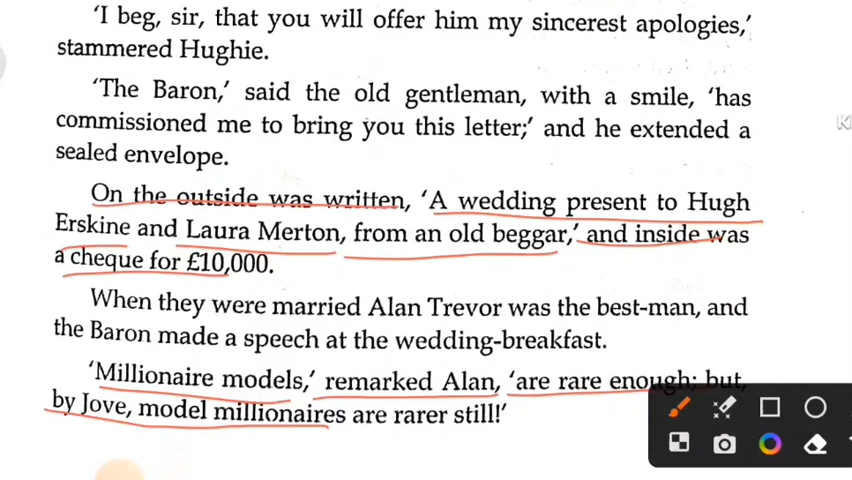 'I beg, sir, that you will offer him my sincerest apologies,'
stammered Hughie.
'The Baron,' said the old gentleman, with a smile, 'has
commissioned me to bring you this letter;' and he extended a
sealed envelope.
On the outside was written, 'A wedding present to Hugh
Erskine and Laura Merton, from an old beggar,' and inside was
a cheque for £10,000.
When they were married Alan Trevor was the best-man, and
the Baron made a speech at the wedding-breakfast.
'Millionaire models,' remarked Alan, 'are rare enough; but,
by Jove, model millionaires are rarer still!'